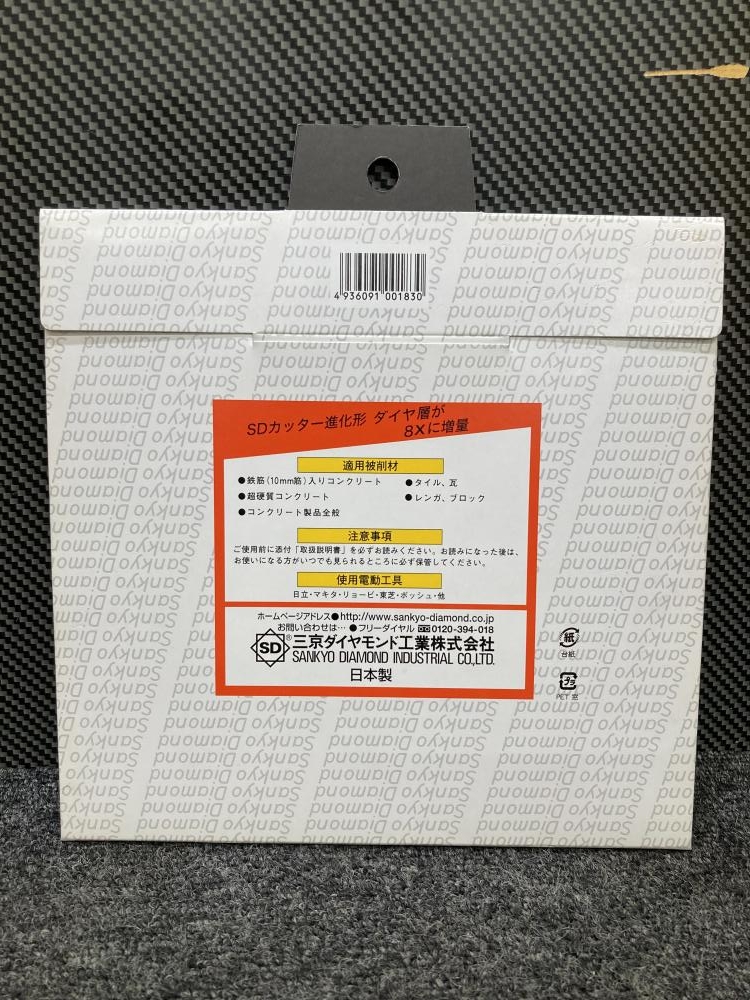 4 936091 001830
SDカッター進化形 ダイヤ層が
8Xに増量
適用被削材
●鉄筋(10mm筋)入りコンクリート ●タイル、瓦
●超硬質コンクリート ●レンガ、ブロック
●コンクリート製品全般
注意事項
ご使用前に添付「取扱説明書」を必ずお読みください。お読みになった後は、
お使いになる方がいつでも見られるところに必ず保管してください。
使用電動工具
日立・マキタ・リョービ・東芝・ボッシュ・他
ホームページアドレス●http://www.sankyo-diamond.co.jp
お問い合わせは…●フリーダイヤル 0120-394-018
SD® 三京ダイヤモンド工業株式会社
SANKYO DIAMOND INDUSTRIAL CO.,LTD.
日本製
紙
台紙
プラ
PET 窓
Sankyo Diamond